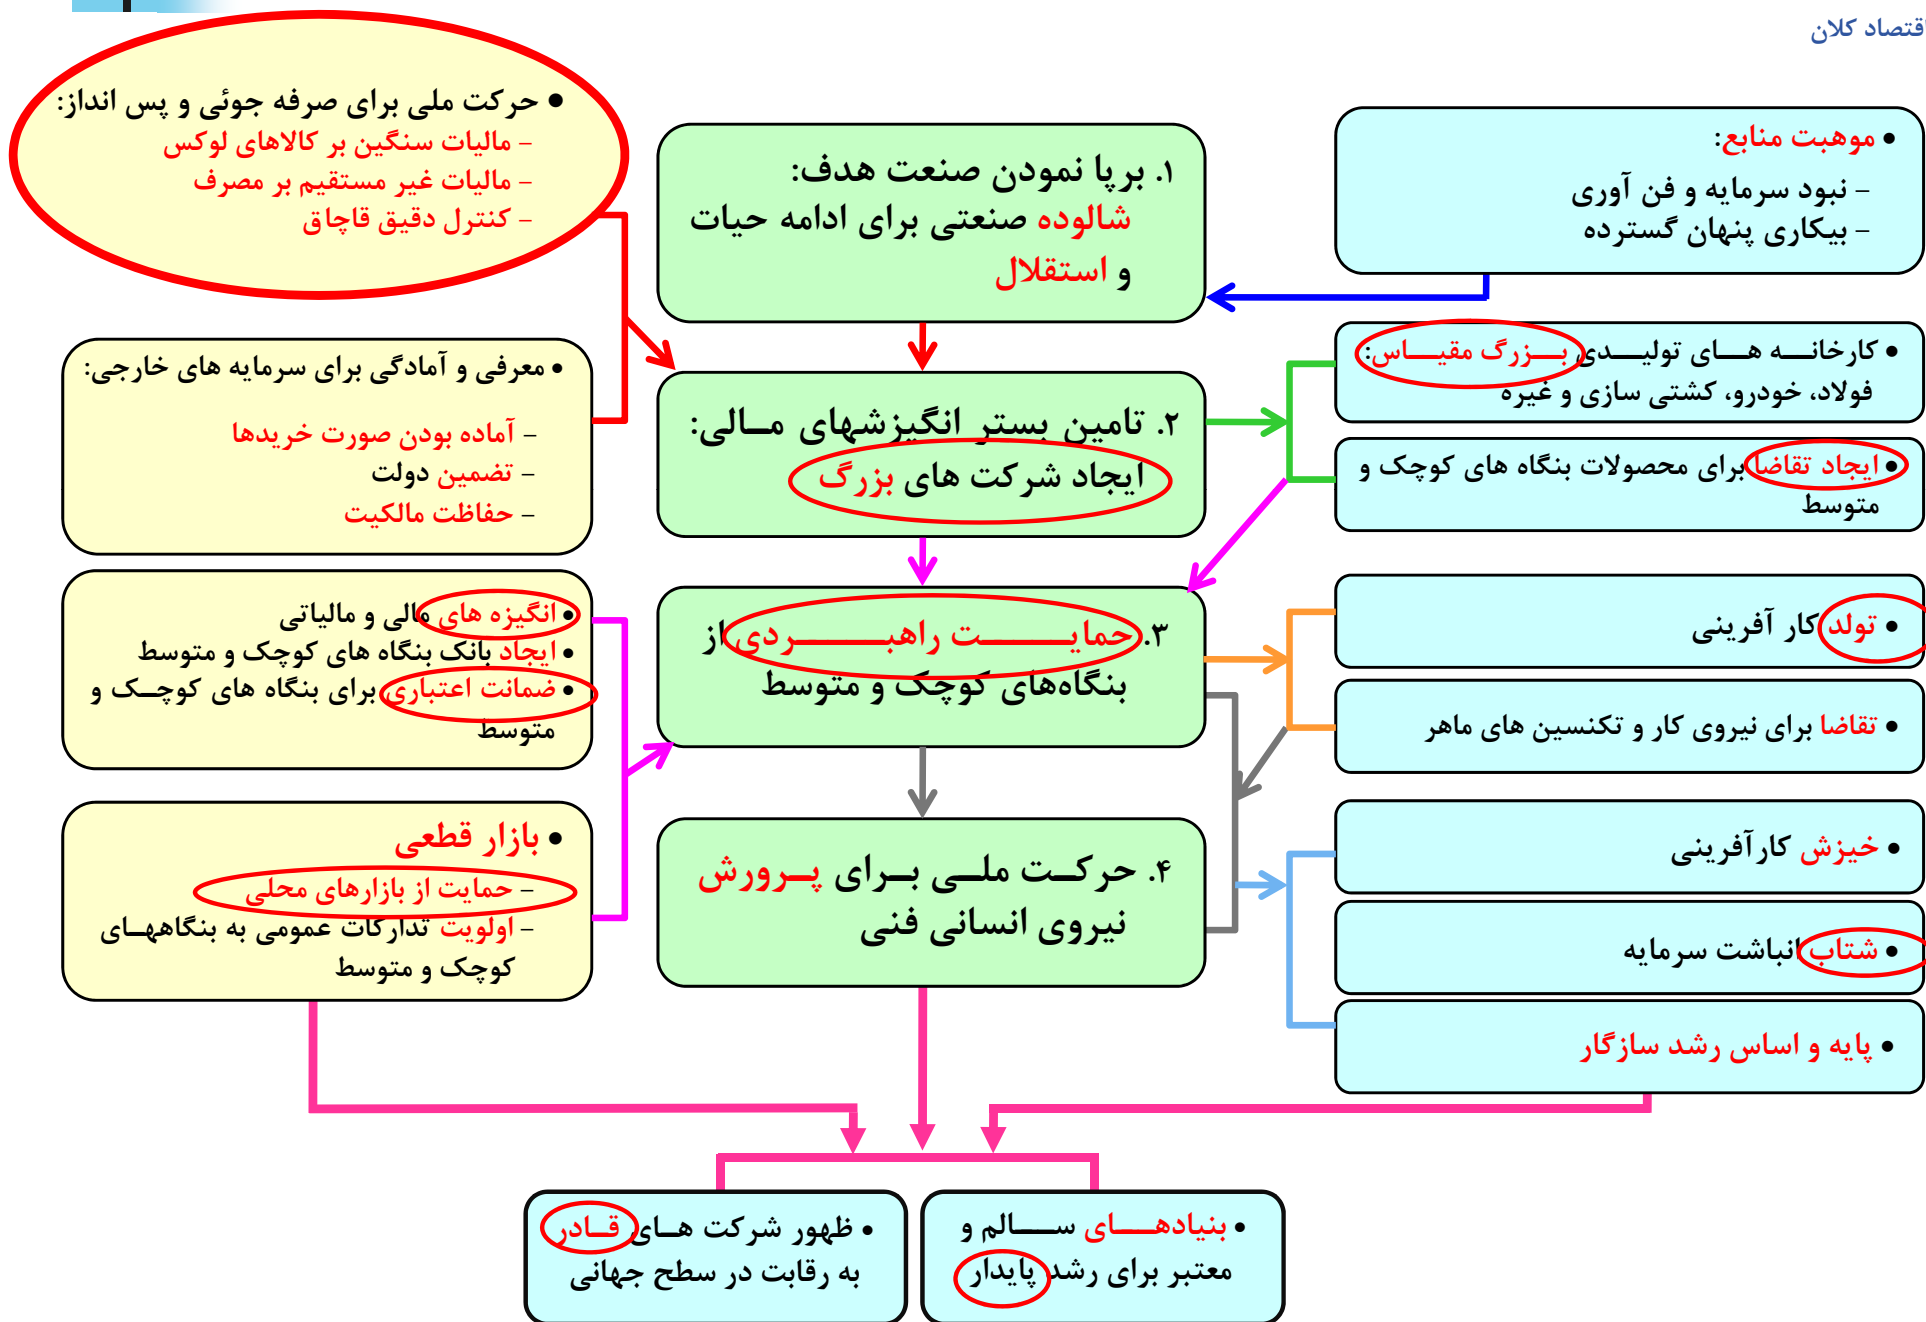 قتصاد کلان
• موهبت منابع:
- نبود سرمایه و فن آوری
- بیکاری پنهان گسترده
۱. برپا نمودن صنعت هدف:
شالوده صنعتی برای ادامه حیات
و استقلال
• حرکت ملی برای صرفه جوئی و پس انداز:
- مالیات سنگین بر کالاهای لوکس
- مالیات غیر مستقیم بر مصرف
- کنترل دقیق قاچاق
• کارخانه های تولیدی بزرگ مقیاس:
فولاد، خودرو، کشتی سازی و غیره
• ایجاد تقاضا برای محصولات بنگاه های کوچک و
متوسط
۲. تامین بستر انگیزشهای مالی:
ایجاد شرکت های بزرگ
• معرفی و آمادگی برای سرمایه های خارجی:
- آماده بودن صورت خریدها
- تضمین دولت
- حفاظت مالکیت
• تولد کار آفرینی
• تقاضا برای نیروی کار و تکنسین های ماهر
۳. حمایت راهبردی از
بنگاه‌های کوچک و متوسط
• انگیزه های مالی و مالیاتی
• ایجاد بانک بنگاه های کوچک و متوسط
• ضمانت اعتباری برای بنگاه های کوچک و
متوسط
• خیزش کارآفرینی
• شتاب انباشت سرمایه
• پایه و اساس رشد سازگار
۴. حرکت ملی برای پرورش
نیروی انسانی فنی
• بازار قطعی
- حمایت از بازارهای محلی
- اولویت تدارکات عمومی به بنگاههای
کوچک و متوسط
• بنیادهای سالم و
معتبر برای رشد پایدار
• ظهور شرکت های قادر
به رقابت در سطح جهانی